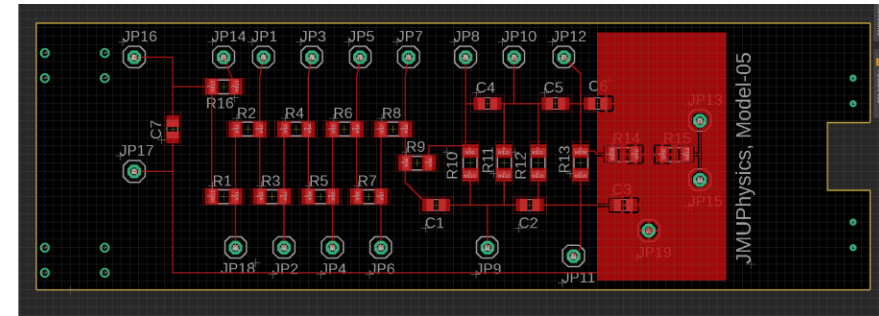 JP16
JP14
JP1
JP3
JP5
JP7
JP8
JP10
JP12
R16
C4
C5
C6
JP13
R2
R4
R6
R8
C7
R9
R10
R11
R12
R13
R14
R15
JP17
R1
R3
R5
R7
C1
C2
C3
JP15
JP18
JP2
JP4
JP6
JP9
JP11
JP19
JMUPhysics, Model-05